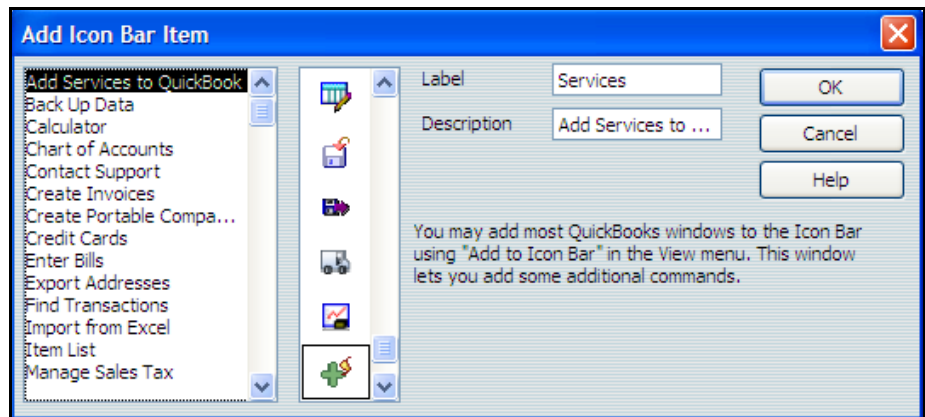 Add Icon Bar Item
Add Services to QuickBook
Back Up Data
Calculator
Chart of Accounts
Contact Support
Create Invoices
Create Portable Compa...
Credit Cards
Enter Bills
Export Addresses
Find Transactions
Import from Excel
Item List
Manage Sales Tax
Label
Services
Description
Add Services to ...
OK
Cancel
Help
You may add most QuickBooks windows to the Icon Bar
using "Add to Icon Bar" in the View menu. This window
lets you add some additional commands.